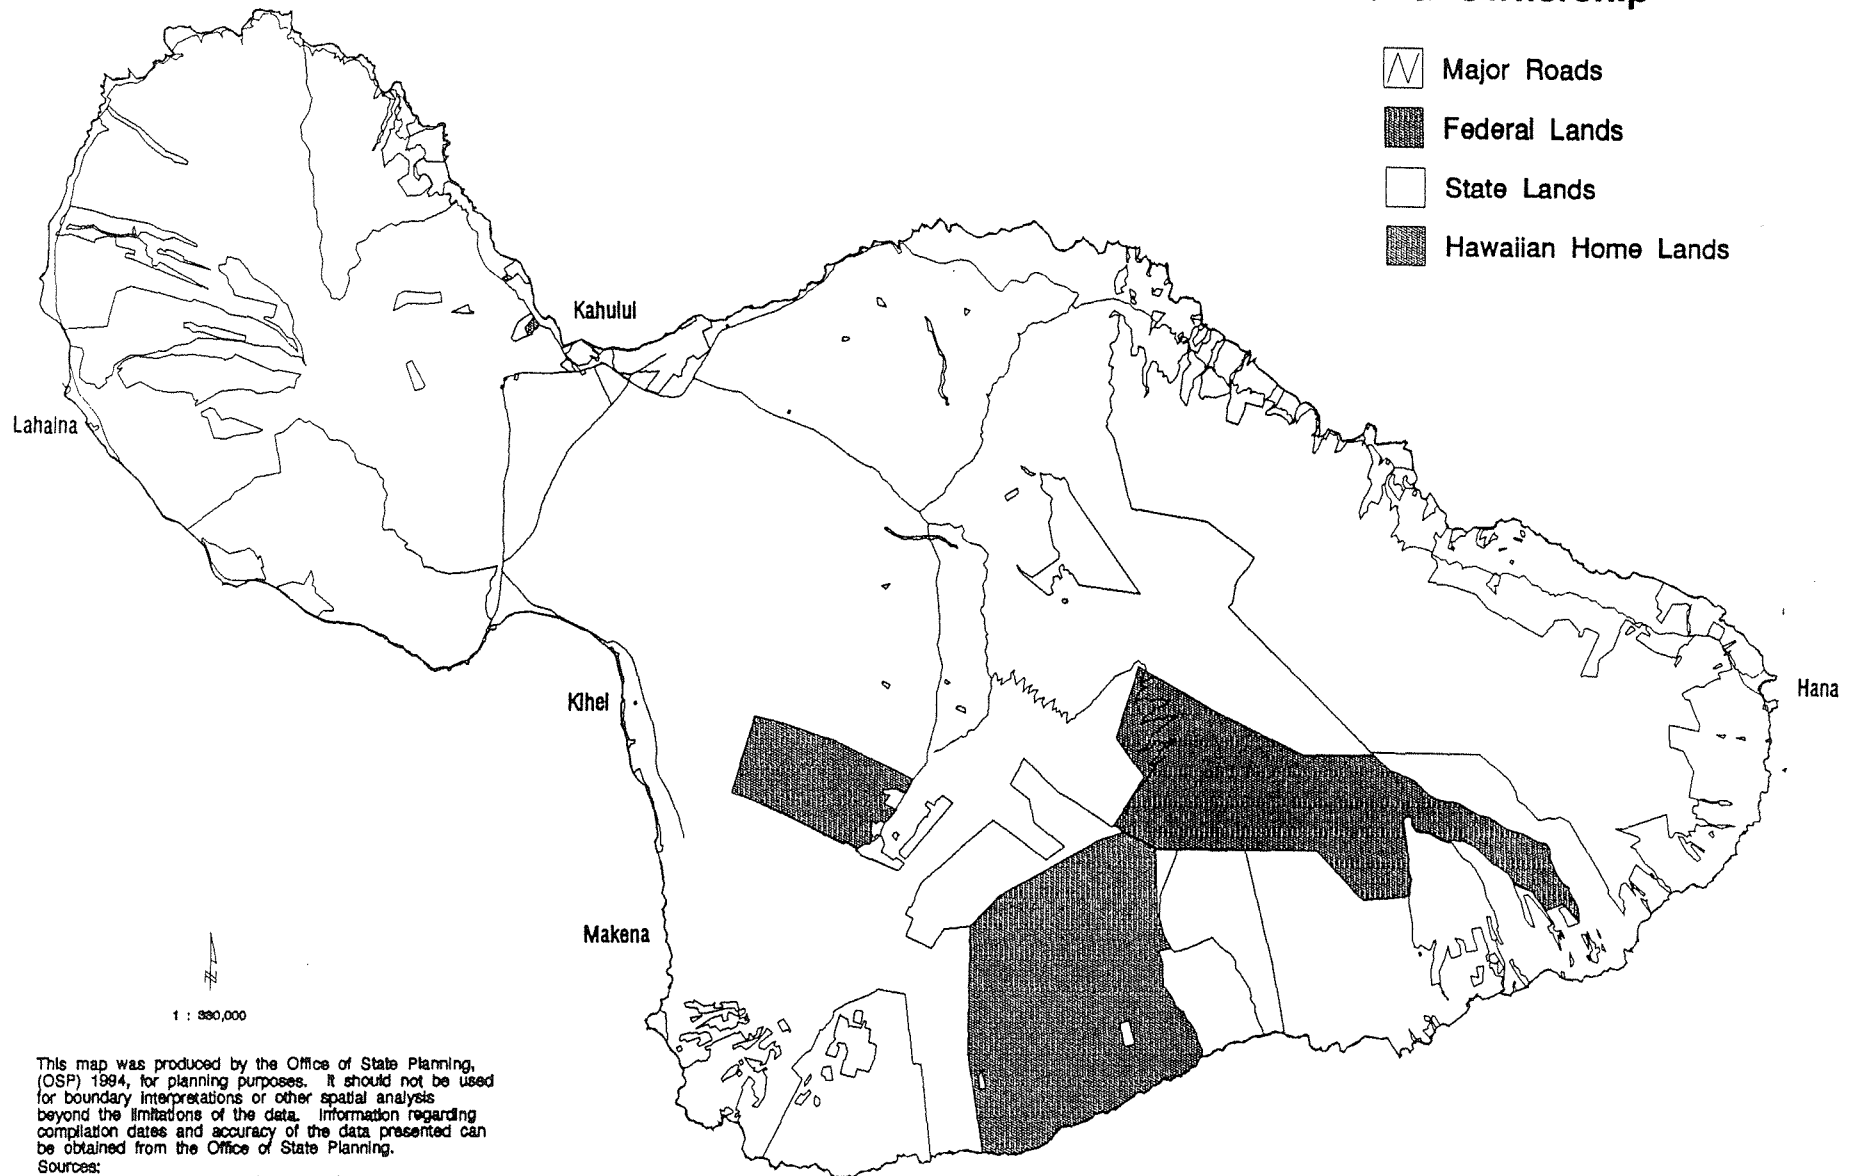 Ownership
Major Roads
Federal Lands
State Lands
Hawaiian Home Lands
Kahului
Lahaina
Kihei
Hana
Makena
This map was produced by the Office of State Planning,
(OSP) 1994, for planning purposes. It should not be used
for boundary interpretations or other spatial analysis
beyond the limitations of the data. Information regarding
compilation dates and accuracy of the data presented can
be obtained from the Office of State Planning.
Sources: